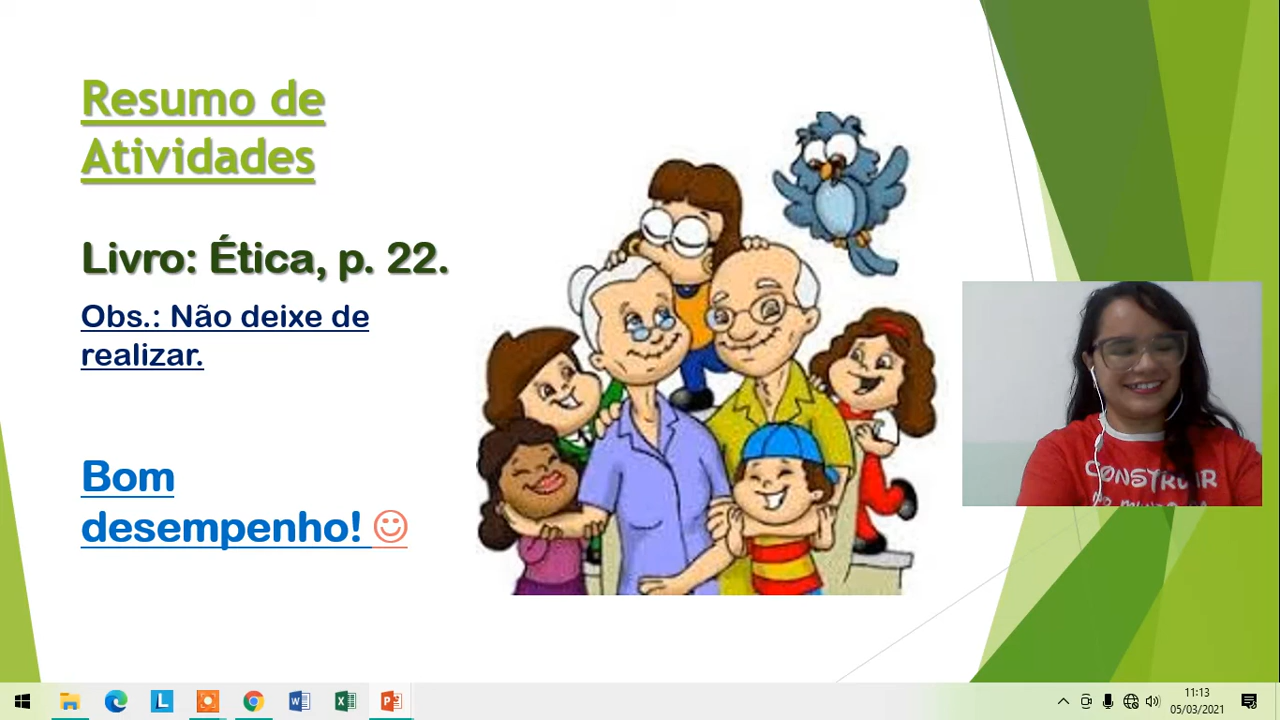 Resumo de
Atividades
Livro: Ética, p. 22.
Obs.: Não deixe de
realizar.
Bom
desempenho! ☺
CONSTRUIR
11:13
05/03/2021